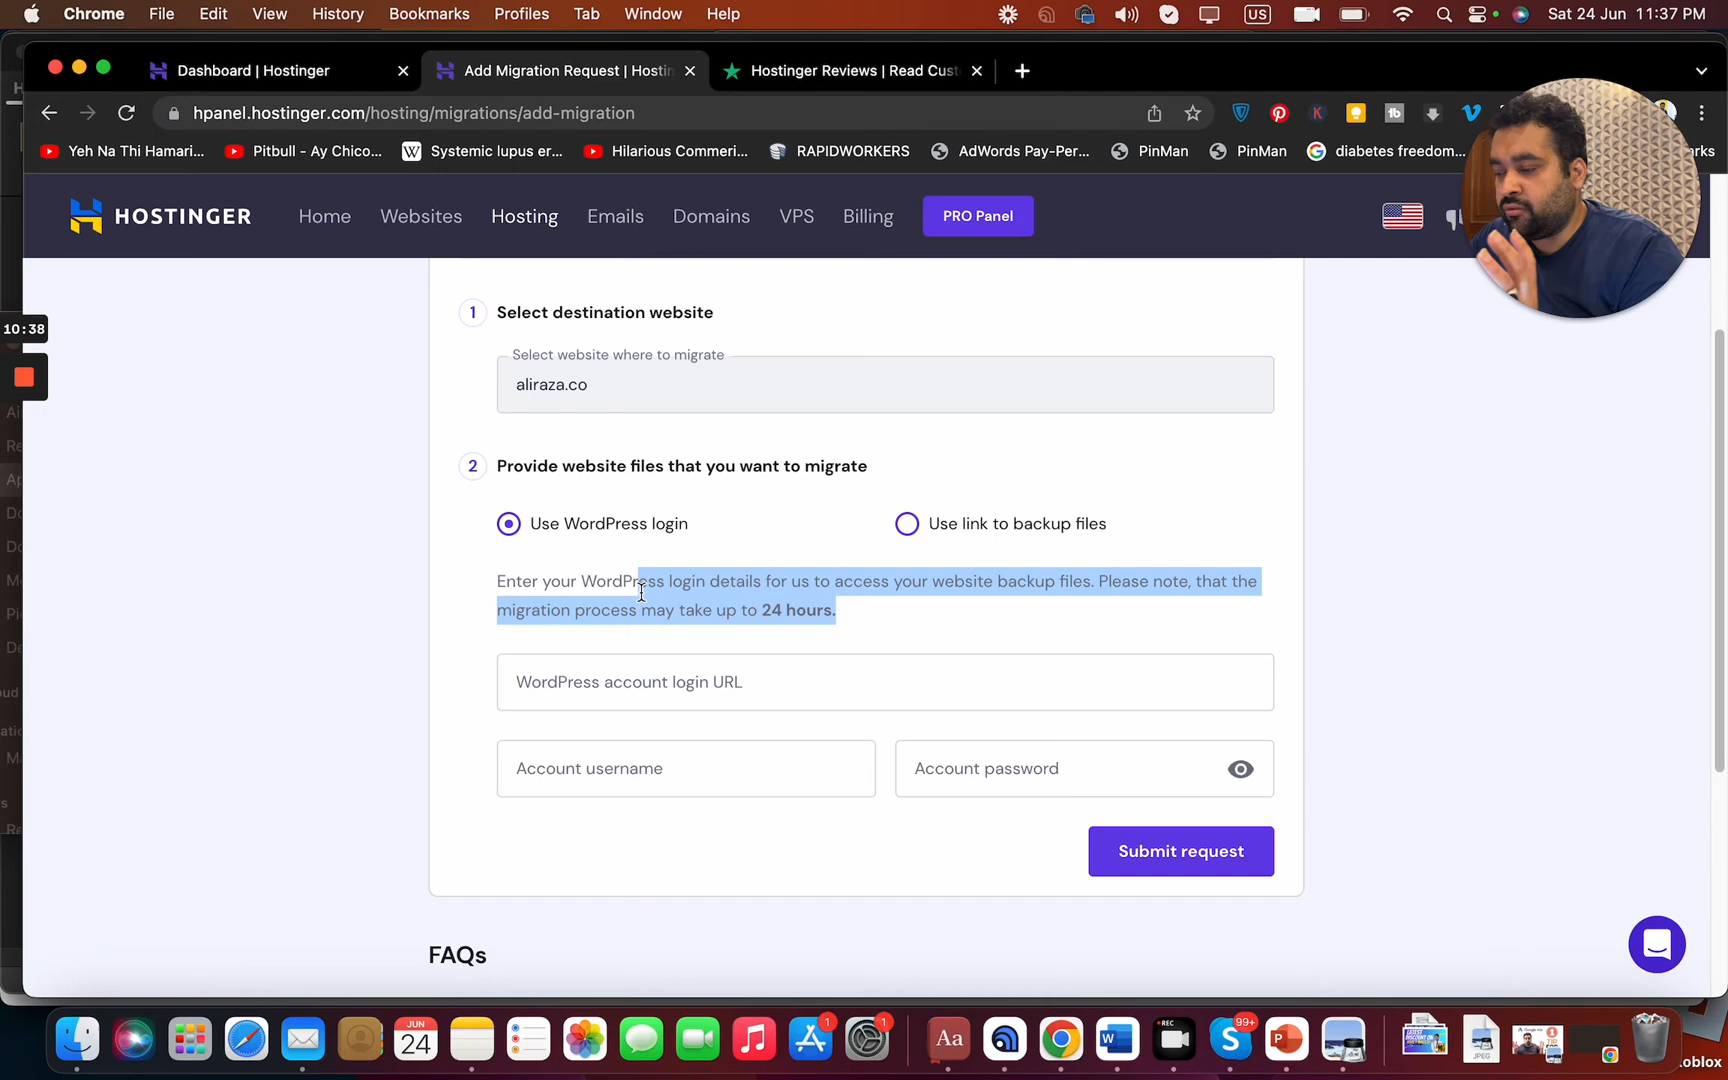 Chrome File Edit View History Bookmarks Profiles Tab Window Help
US Sat 24 Jun 11:37 PM
Dashboard | Hostinger
Add Migration Request | Hostin
Hostinger Reviews | Read Cust
hpanel.hostinger.com/hosting/migrations/add-migration
Yeh Na Thi Hamari... Pitbull - Ay Chico... Systemic lupus er... Hilarious Commeri... RAPIDWORKERS AdWords Pay-Per... PinMan PinMan diabetes freedom...
HOSTINGER Home Websites Hosting Emails Domains VPS Billing PRO Panel
10:38
1 Select destination website
Select website where to migrate
aliraza.co
2 Provide website files that you want to migrate
Use WordPress login Use link to backup files
Enter your WordPress login details for us to access your website backup files. Please note, that the
migration process may take up to 24 hours.
WordPress account login URL
Account username Account password
Submit request
FAQs
JUN
24
1
1
Aa
REC
99+
JPEG
oblox